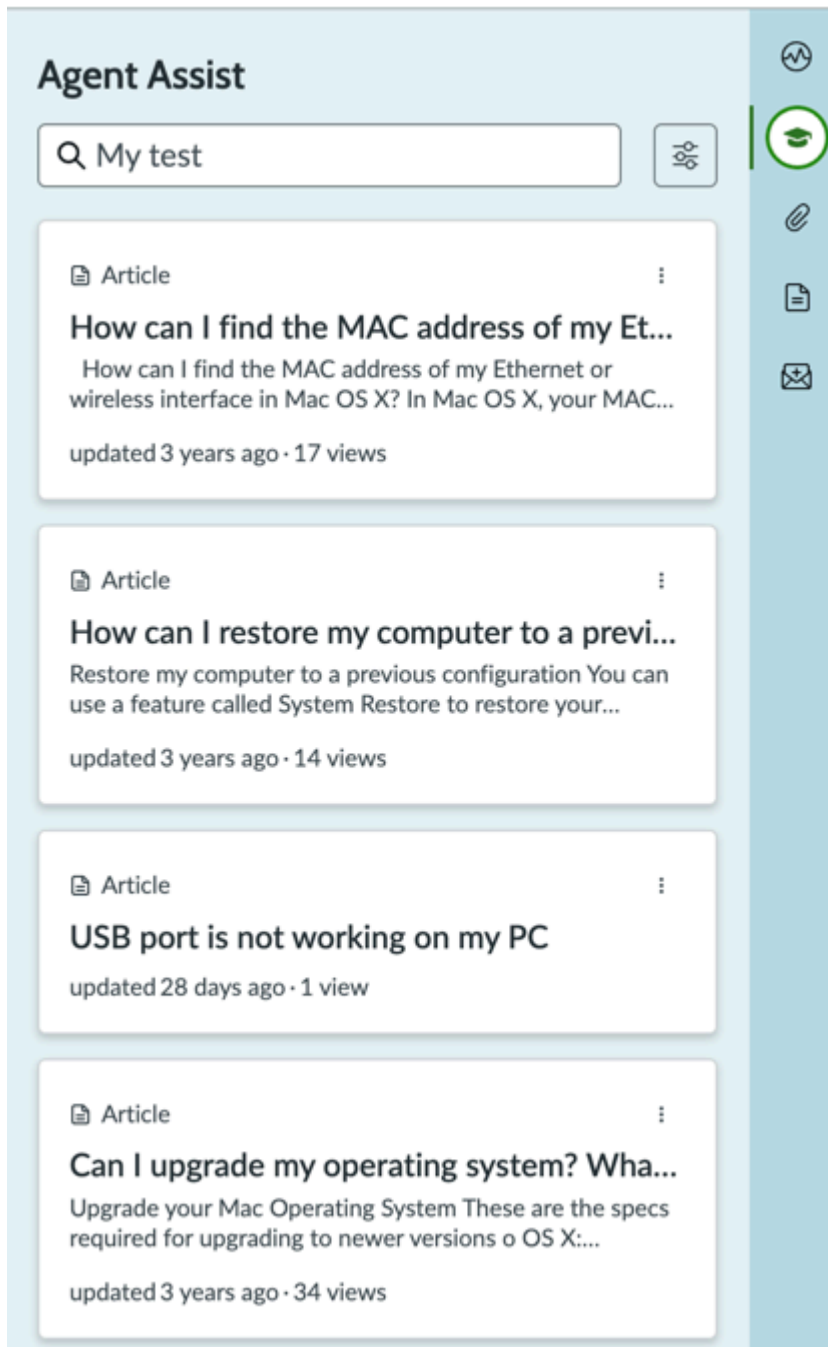 Agent Assist
My test
Article
How can I find the MAC address of my Et...
How can I find the MAC address of my Ethernet or
wireless interface in Mac OS X? In Mac OS X, your MAC...
updated 3 years ago · 17 views
Article
How can I restore my computer to a previ...
Restore my computer to a previous configuration You can
use a feature called System Restore to restore your...
updated 3 years ago · 14 views
Article
USB port is not working on my PC
updated 28 days ago · 1 view
Article
Can I upgrade my operating system? Wha...
Upgrade your Mac Operating System These are the specs
required for upgrading to newer versions o OS X:...
updated 3 years ago · 34 views